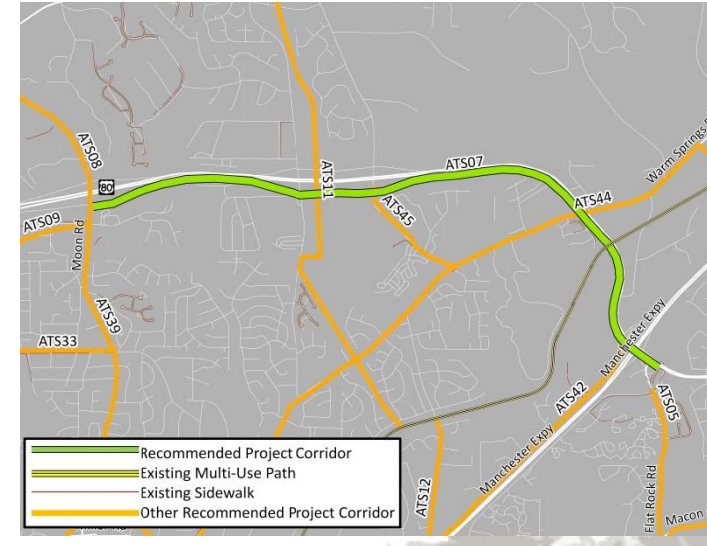 ATS08
80
ATS11
ATS07
Warm Springs
ATS44
ATS45
ATS09
Moon Rd
ATS39
ATS33
Manchester Expy
ATS42
ATS05
Manchester Expy
ATS12
Flat Rock Rd
Macon
Recommended Project Corridor
Existing Multi-Use Path
Existing Sidewalk
Other Recommended Project Corridor